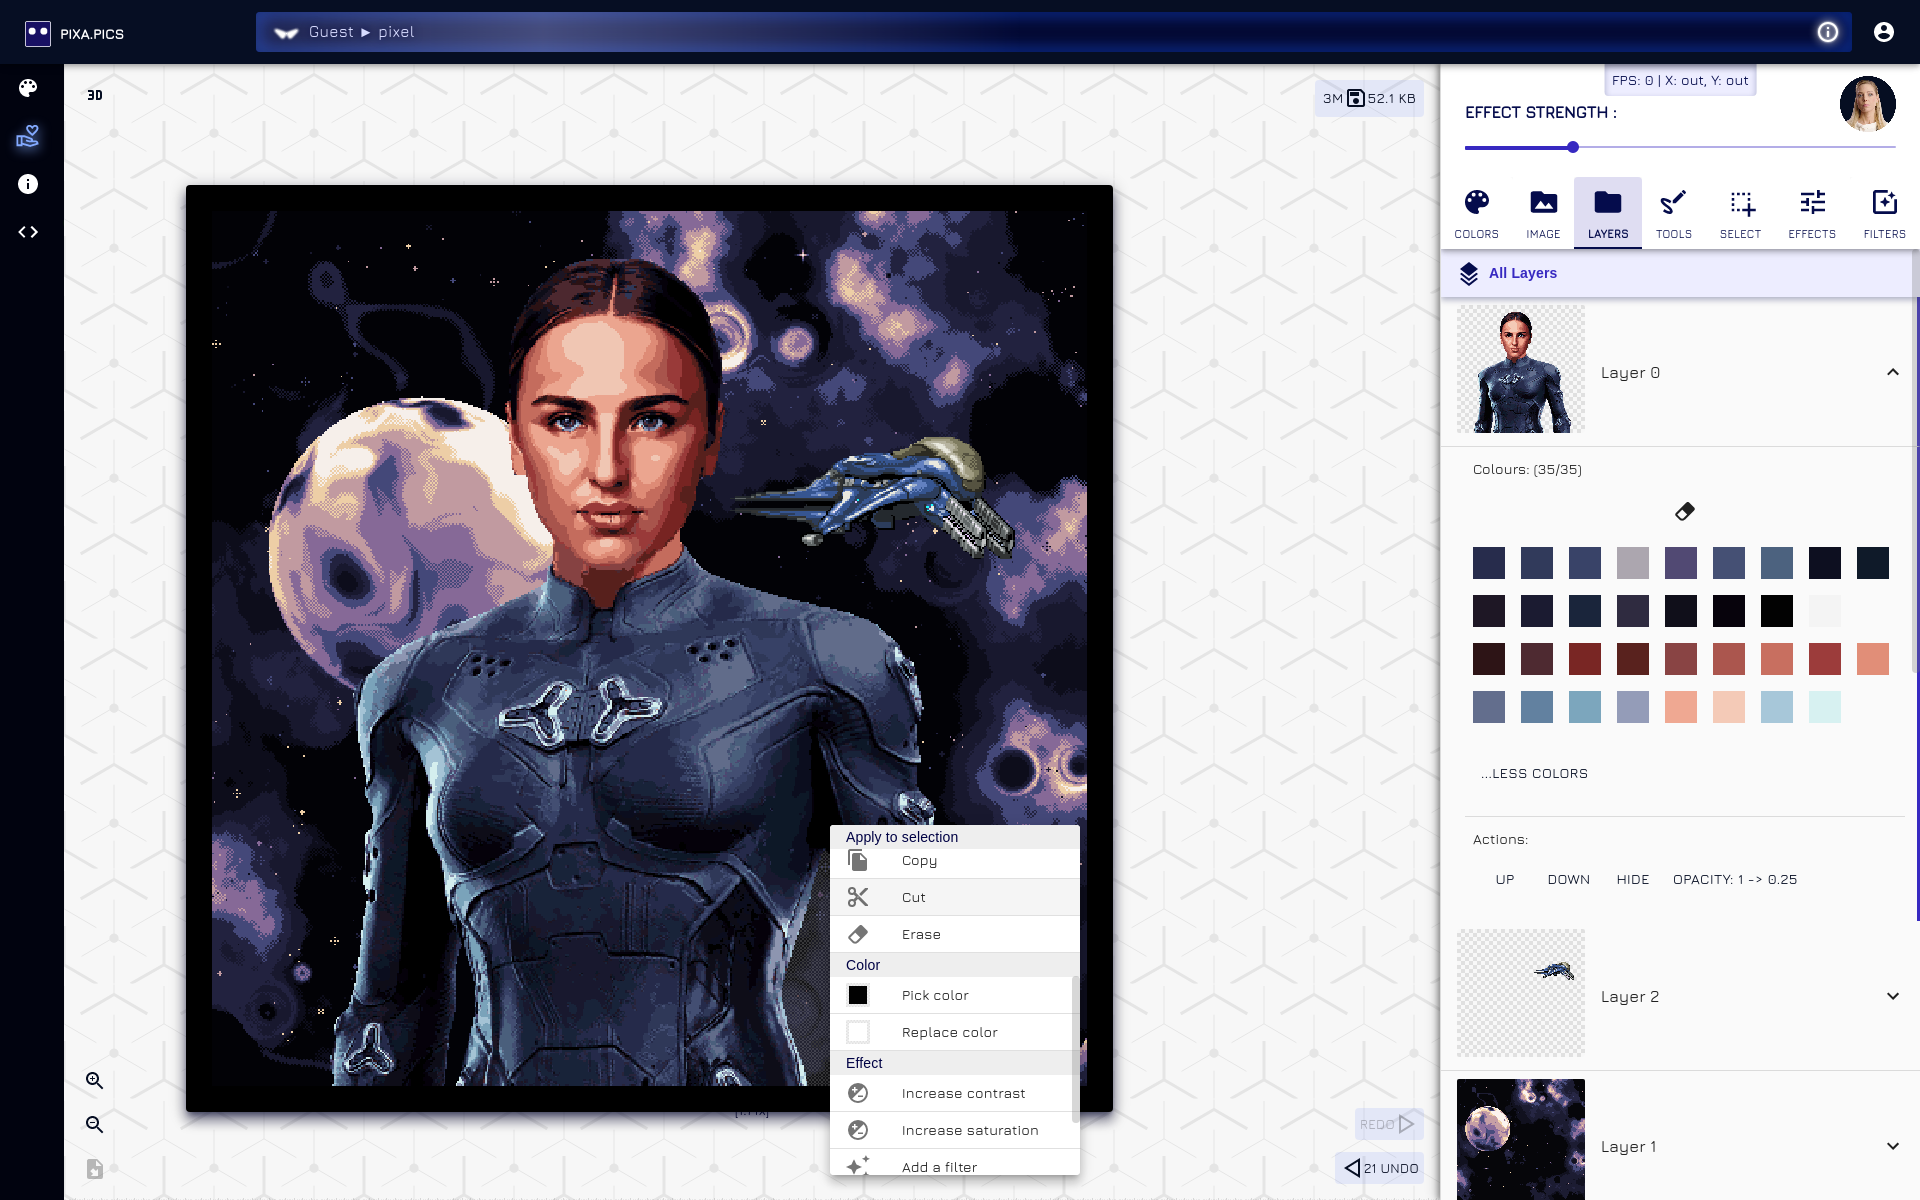 PIXA.PICS
Guest ► pixel
3D
3M 52.1 KB
FPS: 0 | X: out, Y: out
EFFECT STRENGTH :
COLORS IMAGE LAYERS TOOLS SELECT EFFECTS FILTERS
All Layers
Layer 0
Colours: (35/35)
...LESS COLORS
Actions:
UP DOWN HIDE OPACITY: 1 -> 0.25
Layer 2
Layer 1
Apply to selection
Copy
Cut
Erase
Color
Pick color
Replace color
Effect
Increase contrast
Increase saturation
Add a filter
REDO
21 UNDO